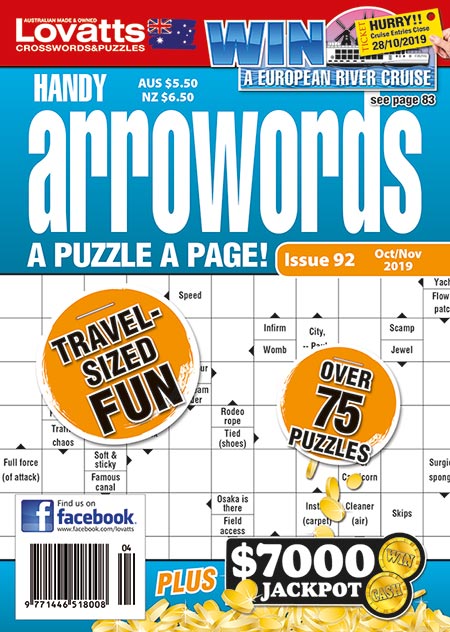 AUSTRALIAN MADE & OWNED
Lovatts
CROSSWORDS&PUZZLES
WIN
A EUROPEAN RIVER CRUISE
TICKET
HURRY!!
Cruise Entries Close
28/10/2019
see page 83
HANDY
AUS $5.50
NZ $6.50
arrowords
A PUZZLE A PAGE!
Issue 92
Oct/Nov
2019
TRAVEL-
SIZED
FUN
Speed
Infirm
Womb
City,
Scamp
Jewel
OVER
75
PUZZLES
Rodeo
rope
Tied
(shoes)
chaos
Full force
(of attack)
Soft &
sticky
Famous
canal
Osaka is
there
Field
access
(carpet)
Cleaner
(air)
Skips
Find us on
facebook
www.facebook.com/lovatts
04
9 771446 518008
PLUS
$7000
JACKPOT
WIN
CASH